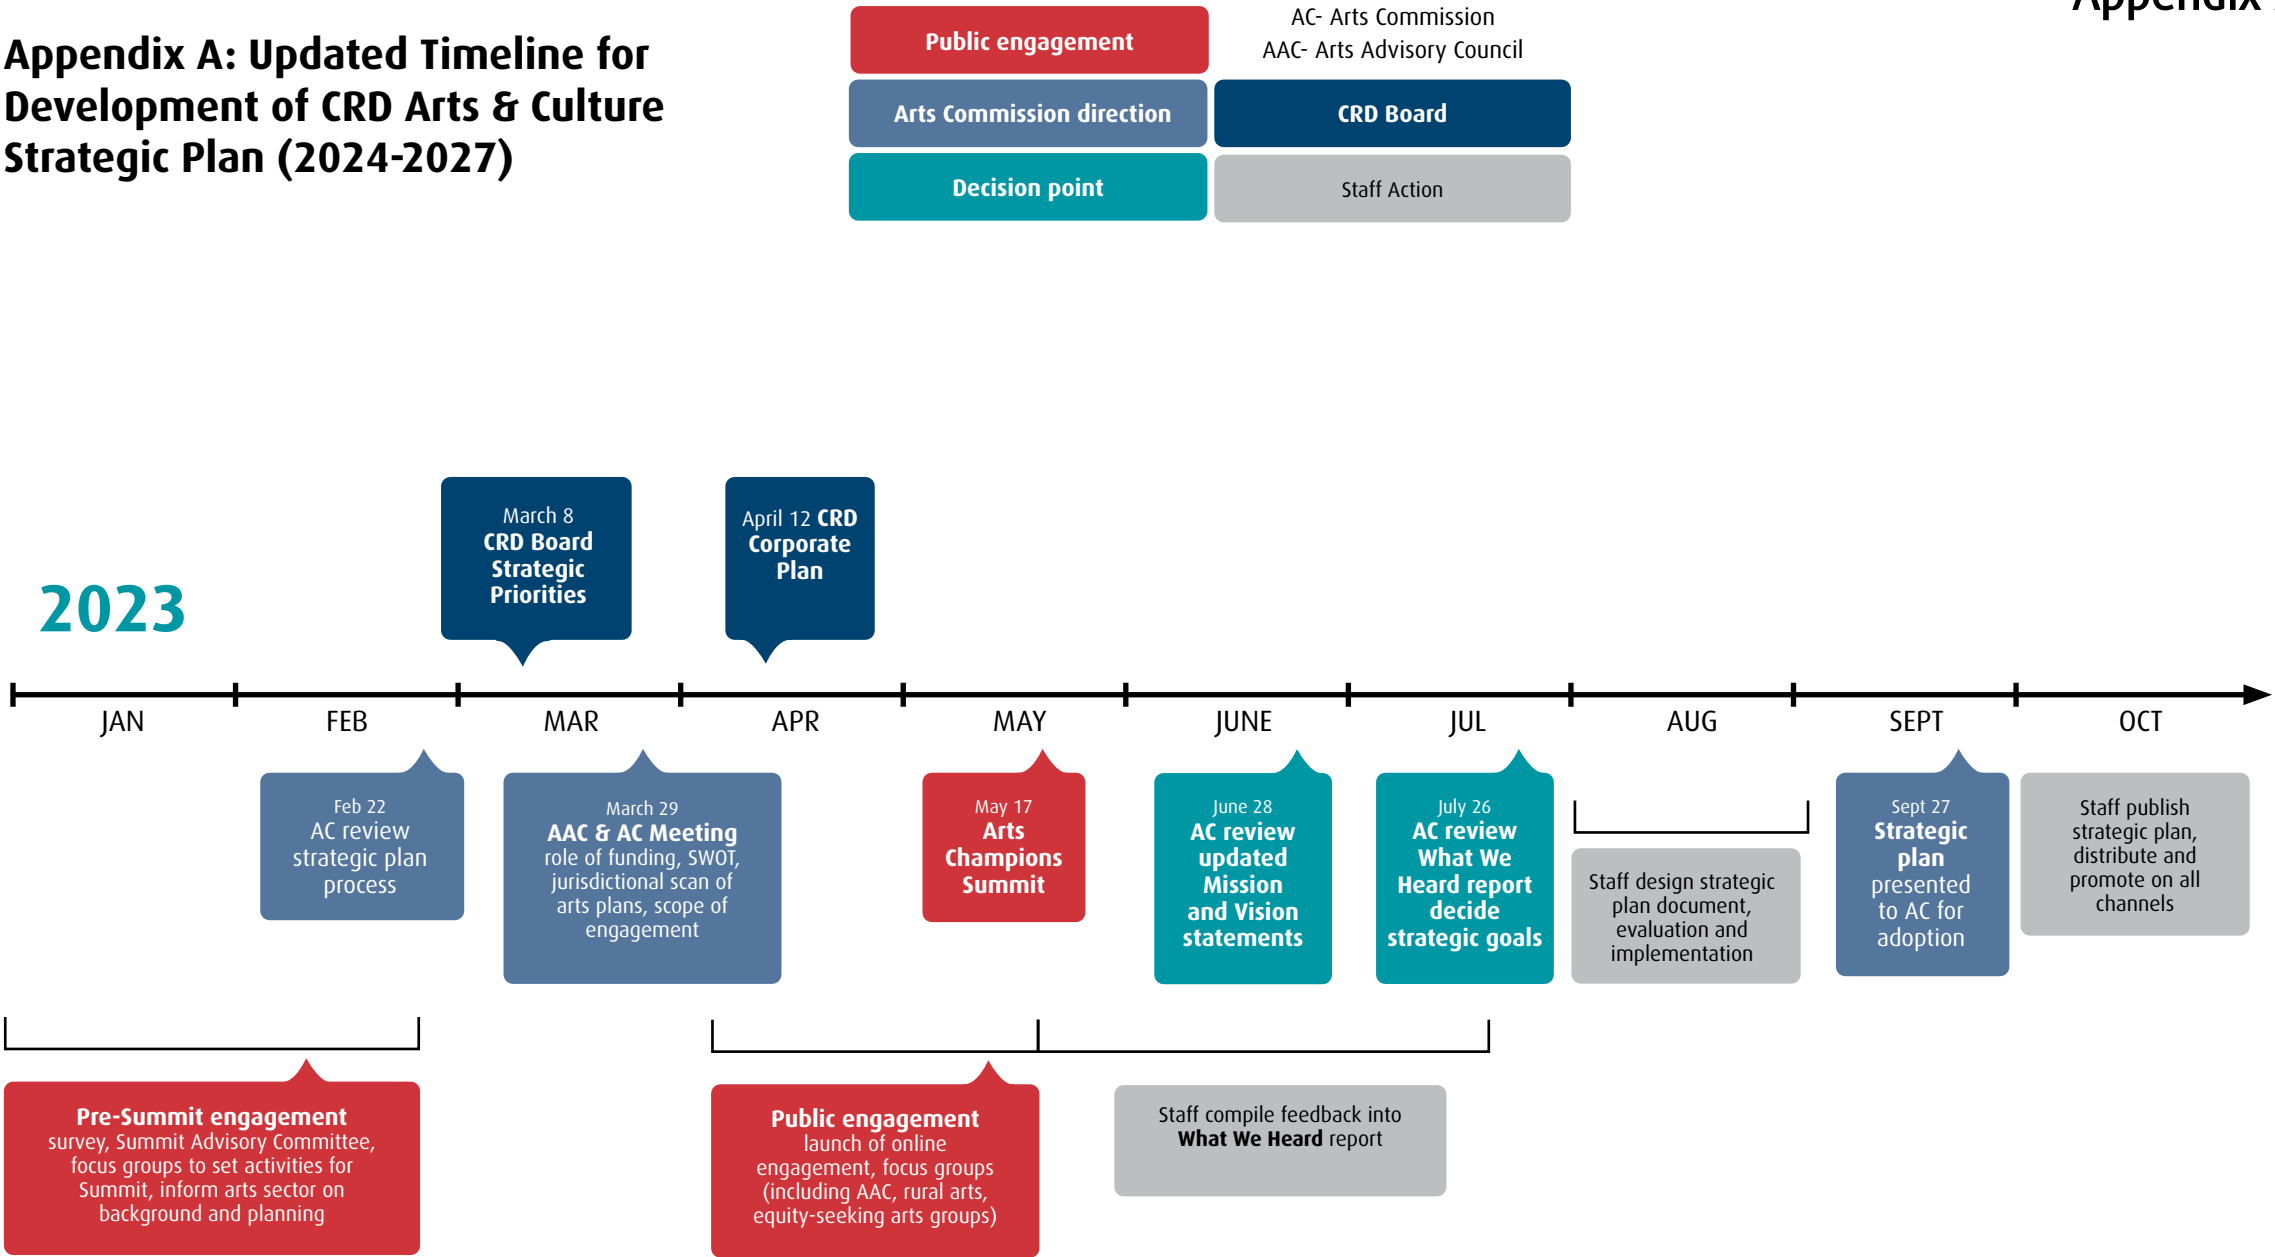 Appendix
Appendix A: Updated Timeline for
Development of CRD Arts & Culture
Strategic Plan (2024-2027)
Public engagement
AC- Arts Commission
AAC- Arts Advisory Council
Arts Commission direction
CRD Board
Decision point
Staff Action
March 8
CRD Board
Strategic
Priorities
April 12 CRD
Corporate
Plan
2023
JAN
FEB
MAR
APR
MAY
JUNE
JUL
AUG
SEPT
OCT
Feb 22
AC review
strategic plan
process
March 29
AAC & AC Meeting
role of funding, SWOT,
jurisdictional scan of
arts plans, scope of
engagement
May 17
Arts
Champions
Summit
June 28
AC review
updated
Mission
and Vision
statements
July 26
AC review
What We
Heard report
decide
strategic goals
Staff design strategic
plan document,
evaluation and
implementation
Sept 27
Strategic
plan
presented
to AC for
adoption
Staff publish
strategic plan,
distribute and
promote on all
channels
Pre-Summit engagement
survey, Summit Advisory Committee,
focus groups to set activities for
Summit, inform arts sector on
background and planning
Public engagement
launch of online
engagement, focus groups
(including AAC, rural arts,
equity-seeking arts groups)
Staff compile feedback into
What We Heard report